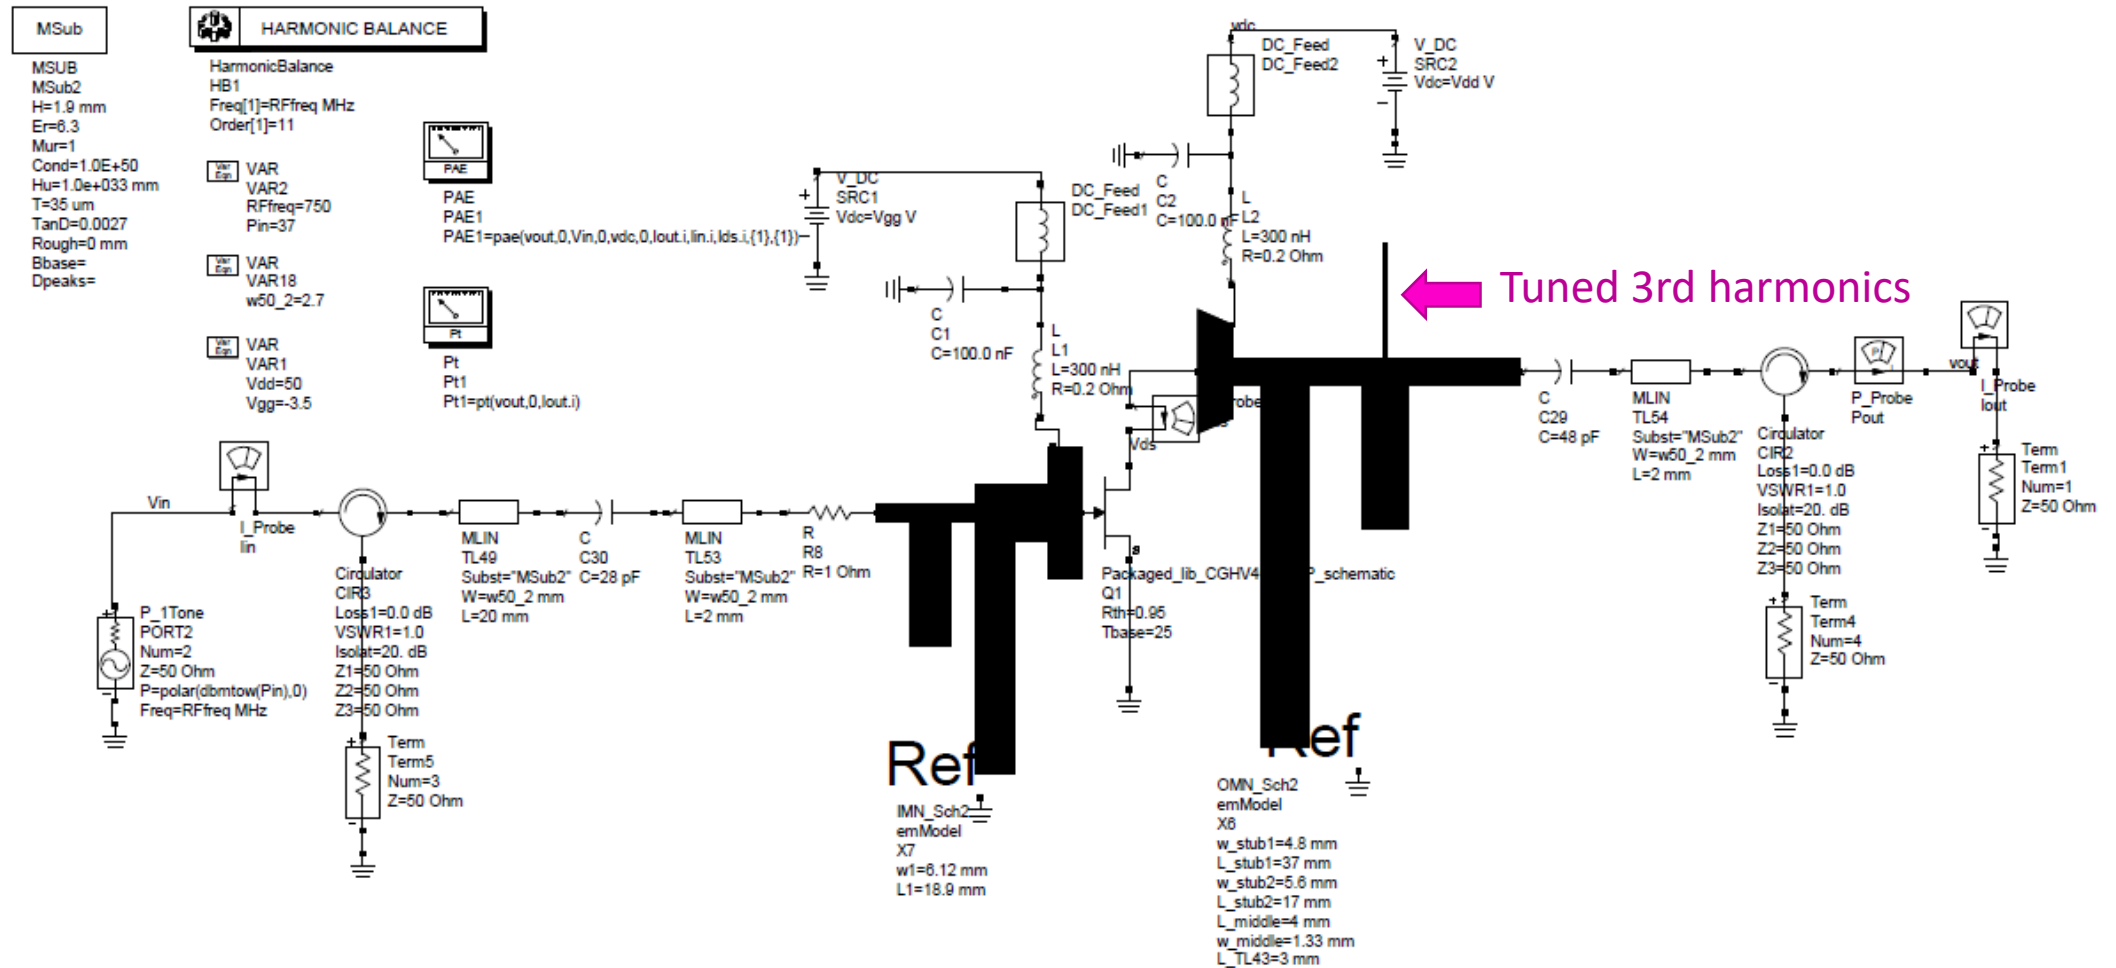 MSub
MSUB
MSub2
H=1.9 mm
Er=6.3
Mur=1
Cond=1.0E+50
Hu=1.0e+033 mm
T=35 um
TanD=0.0027
Rough=0 mm
Bbase=
Dpeaks=
HARMONIC BALANCE
HarmonicBalance
HB1
Freq[1]=RFfreq MHz
Order[1]=11
Var
Eqn
VAR
VAR2
RFfreq=750
Pin=37
Var
Eqn
VAR
VAR18
w50_2=2.7
Var
Eqn
VAR
VAR1
Vdd=50
Vgg=-3.5
PAE
PAE
PAE1
PAE1=pae(vout,0,Vin,0,vdc,0,Iout.i,Iin.i,Ids.i,{1},{1})
Pt
Pt
Pt1
Pt1=pt(vout,0,Iout.i)
V_DC
SRC1
Vdc=Vgg V
DC_Feed
DC_Feed1
C
C1
C=100.0 nF
L
L1
L=300 nH
R=0.2 Ohm
vdc
DC_Feed
DC_Feed2
V_DC
SRC2
Vdc=Vdd V
C
C2
C=100.0 nF
L
L2
L=300 nH
R=0.2 Ohm
Tuned 3rd harmonics
Vin
I_Probe
Iin
P_1Tone
PORT2
Num=2
Z=50 Ohm
P=polar(dbmtow(Pin),0)
Freq=RFfreq MHz
Circulator
CIR3
Loss1=0.0 dB
VSWR1=1.0
Isolat=20. dB
Z1=50 Ohm
Z2=50 Ohm
Z3=50 Ohm
Term
Term5
Num=3
Z=50 Ohm
MLIN
TL49
Subst="MSub2"
W=w50_2 mm
L=20 mm
C
C30
C=28 pF
MLIN
TL53
Subst="MSub2"
W=w50_2 mm
L=2 mm
R
R8
R=1 Ohm
Ref
IMN_Sch2
emModel
X7
w1=6.12 mm
L1=18.9 mm
Vds
s
Packaged_lib_CGHV4 P_schematic
Q1
Rth=0.95
Tbase=25
Ref
OMN_Sch2
emModel
X6
w_stub1=4.8 mm
L_stub1=37 mm
w_stub2=5.6 mm
L_stub2=17 mm
L_middle=4 mm
w_middle=1.33 mm
L_TL43=3 mm
C
C29
C=48 pF
MLIN
TL54
Subst="MSub2"
W=w50_2 mm
L=2 mm
Circulator
CIR2
Loss1=0.0 dB
VSWR1=1.0
Isolat=20. dB
Z1=50 Ohm
Z2=50 Ohm
Z3=50 Ohm
P_Probe
Pout
vout
I_Probe
Iout
Term
Term1
Num=1
Z=50 Ohm
Term
Term4
Num=4
Z=50 Ohm